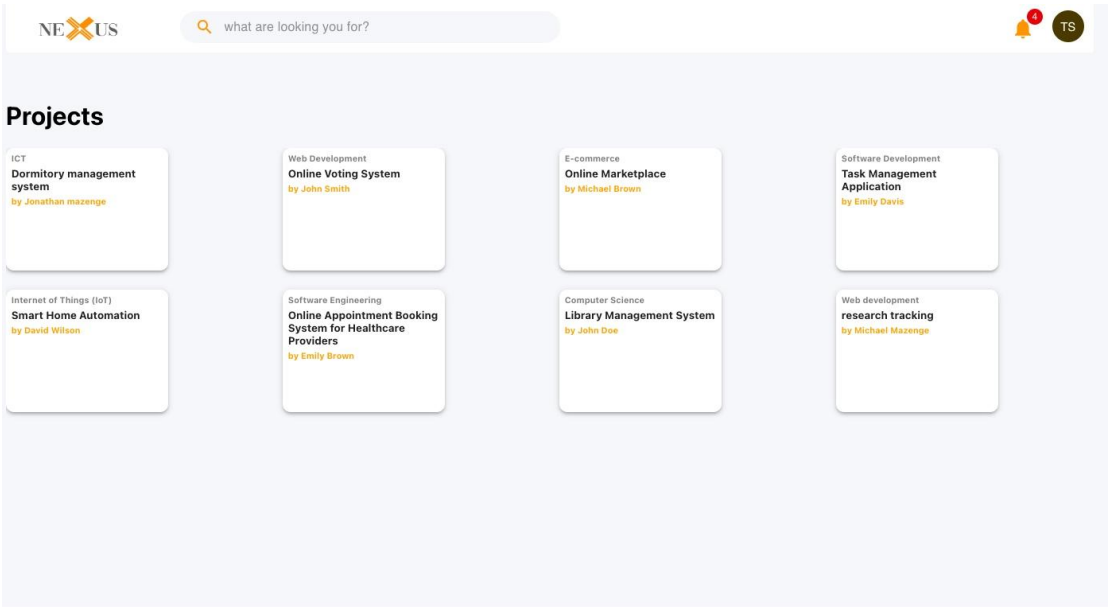 NEXUS
what are looking you for?
4
TS
Projects
ICT
Dormitory management
system
by Jonathan mazenge
Web Development
Online Voting System
by John Smith
E-commerce
Online Marketplace
by Michael Brown
Software Development
Task Management
Application
by Emily Davis
Internet of Things (IoT)
Smart Home Automation
by David Wilson
Software Engineering
Online Appointment Booking
System for Healthcare
Providers
by Emily Brown
Computer Science
Library Management System
by John Doe
Web development
research tracking
by Michael Mazenge